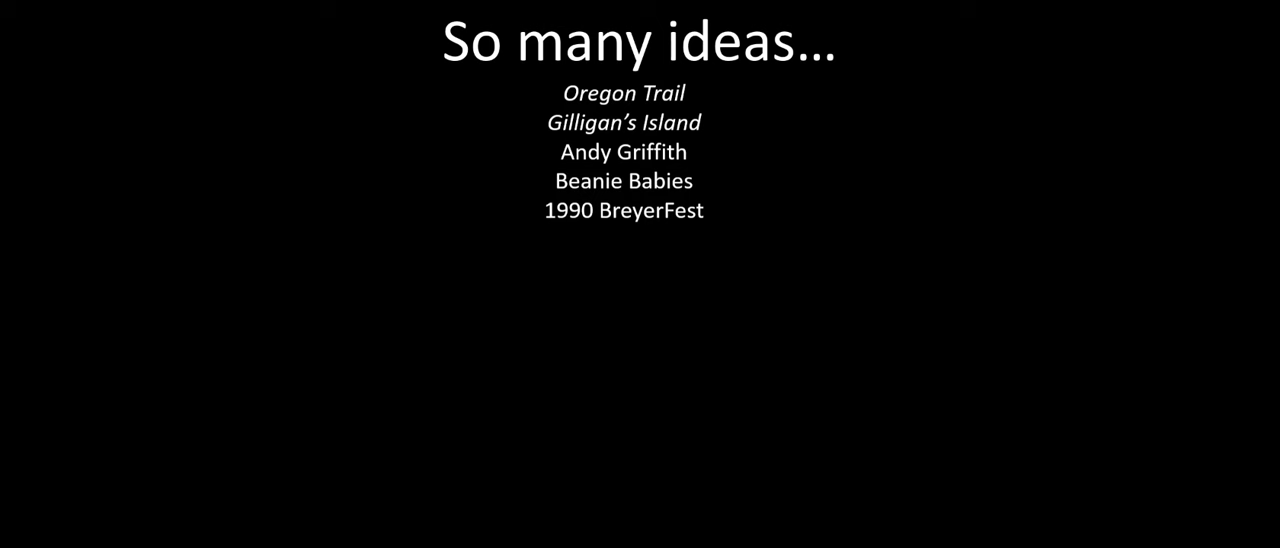 So many ideas...
Oregon Trail
Gilligan’s Island
Andy Griffith
Beanie Babies
1990 BreyerFest